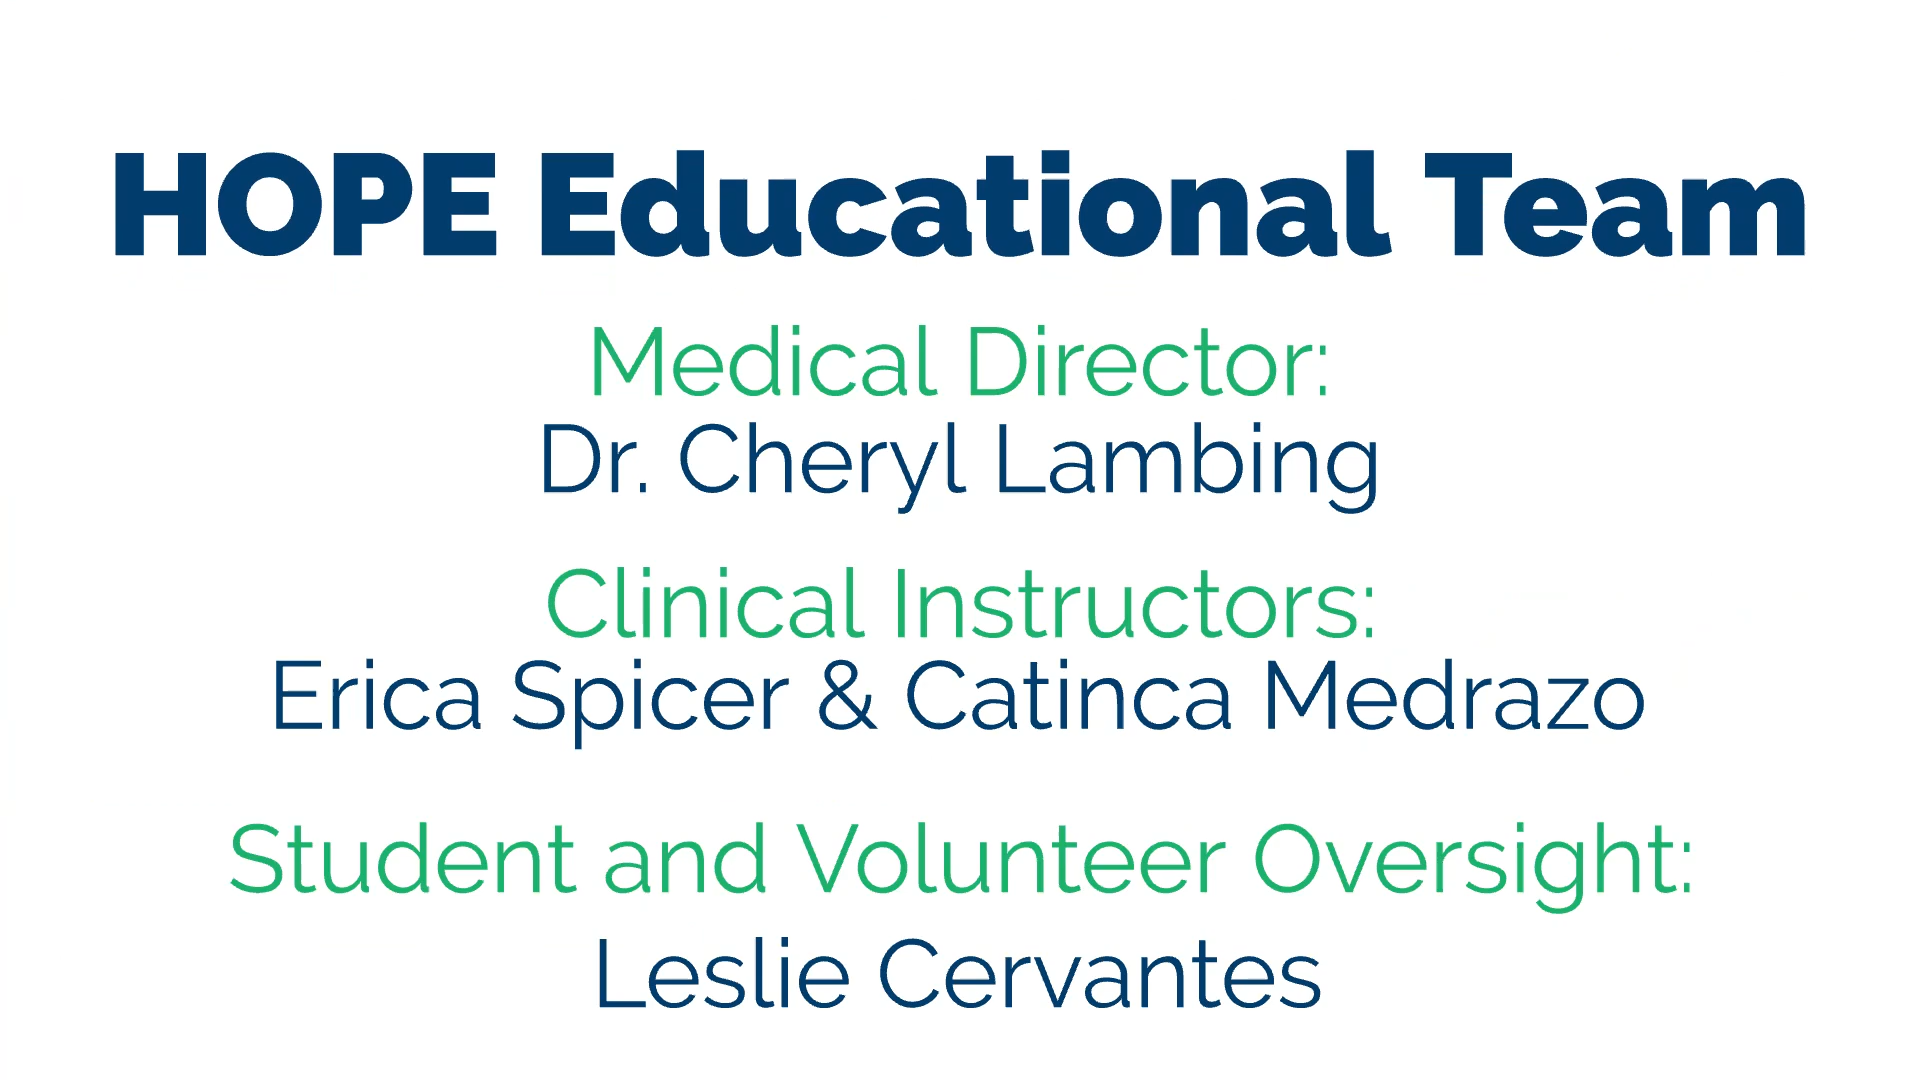 HOPE Educational Team
Medical Director:
Dr. Cheryl Lambing
Clinical Instructors:
Erica Spicer & Catinca Medrazo
Student and Volunteer Oversight:
Leslie Cervantes